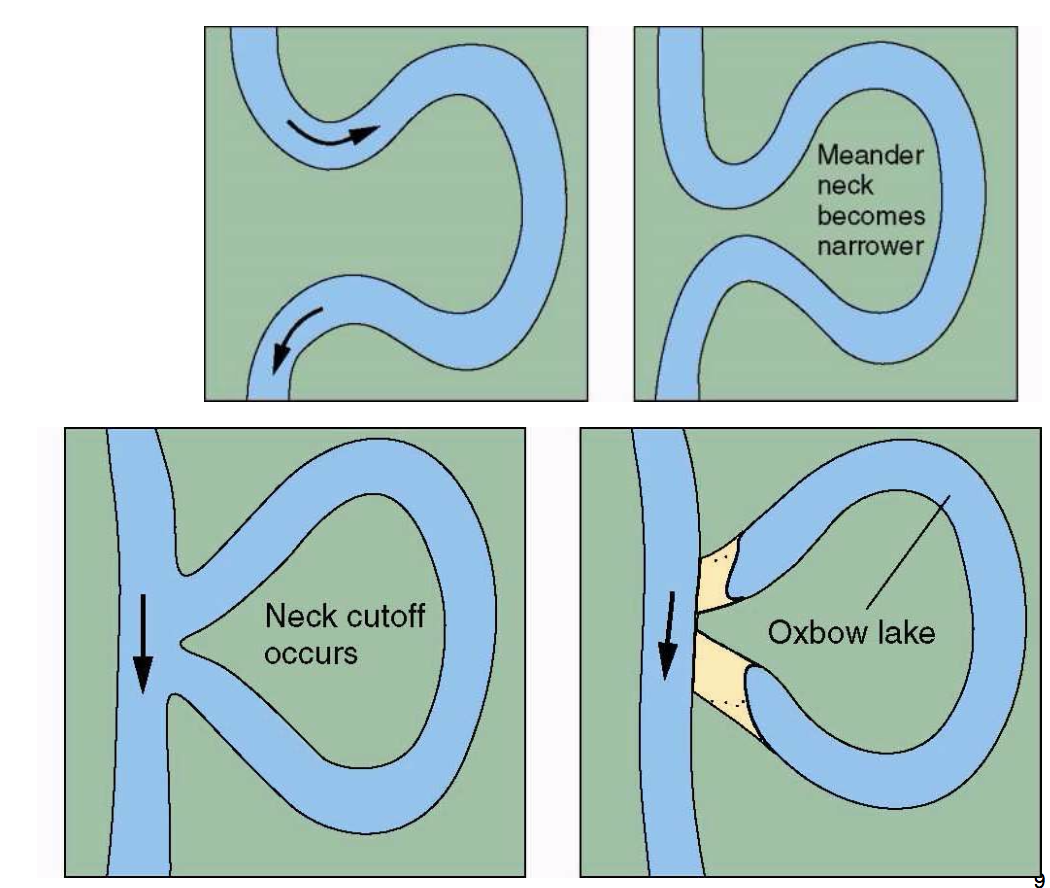 Meander
neck
becomes
narrower
Neck cutoff
occurs
Oxbow lake
9